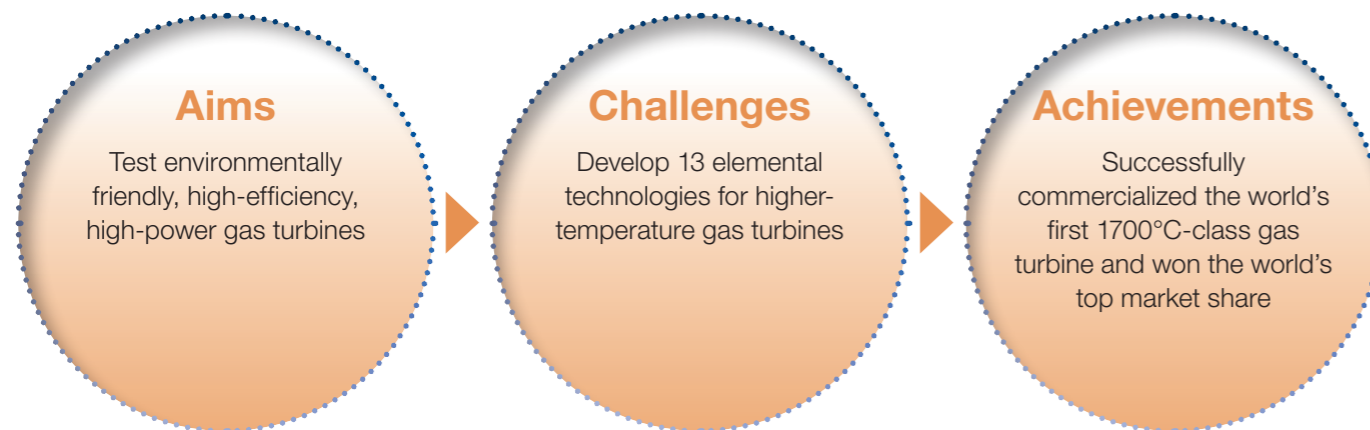 Aims
Test environmentally
friendly, high-efficiency,
high-power gas turbines
Challenges
Develop 13 elemental
technologies for higher-
temperature gas turbines
Achievements
Successfully
commercialized the world’s
first 1700°C-class gas
turbine and won the world’s
top market share